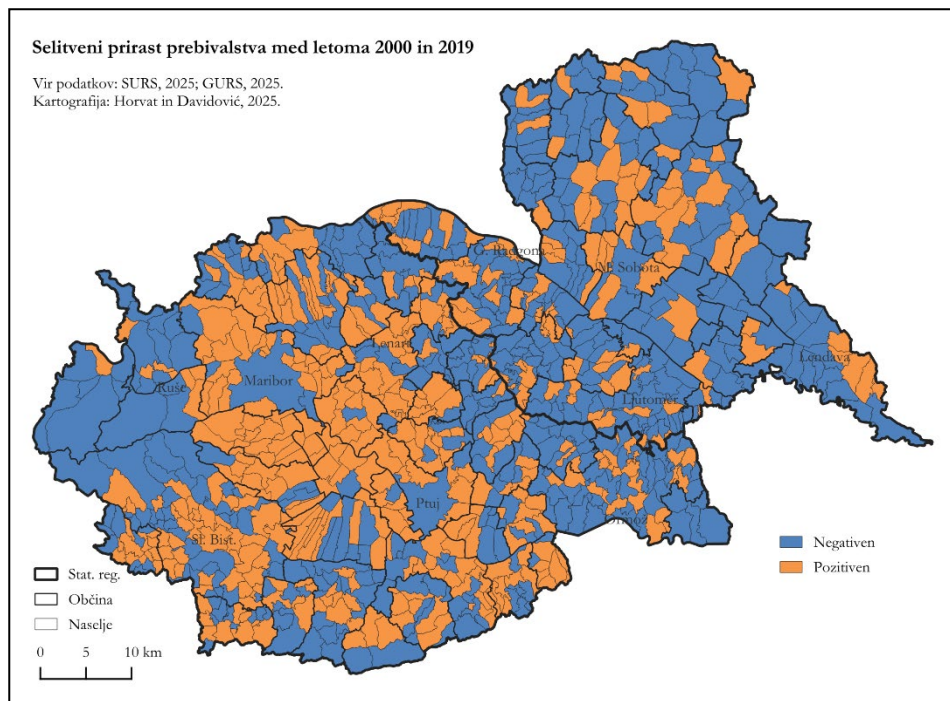 Selitveni prirast prebivalstva med letoma 2000 in 2019
Vir podatkov: SURS, 2025; GURS, 2025.
Kartografija: Horvat in Davidović, 2025.
G. Radgona
M. Sobota
Lenart
Lendava
Maribor
Ruše
Ljutomer
Ptuj
Ormož
Sl. Bist.
Negativen
Pozitiven
Stat. reg.
Občina
Naselje
0 5 10 km